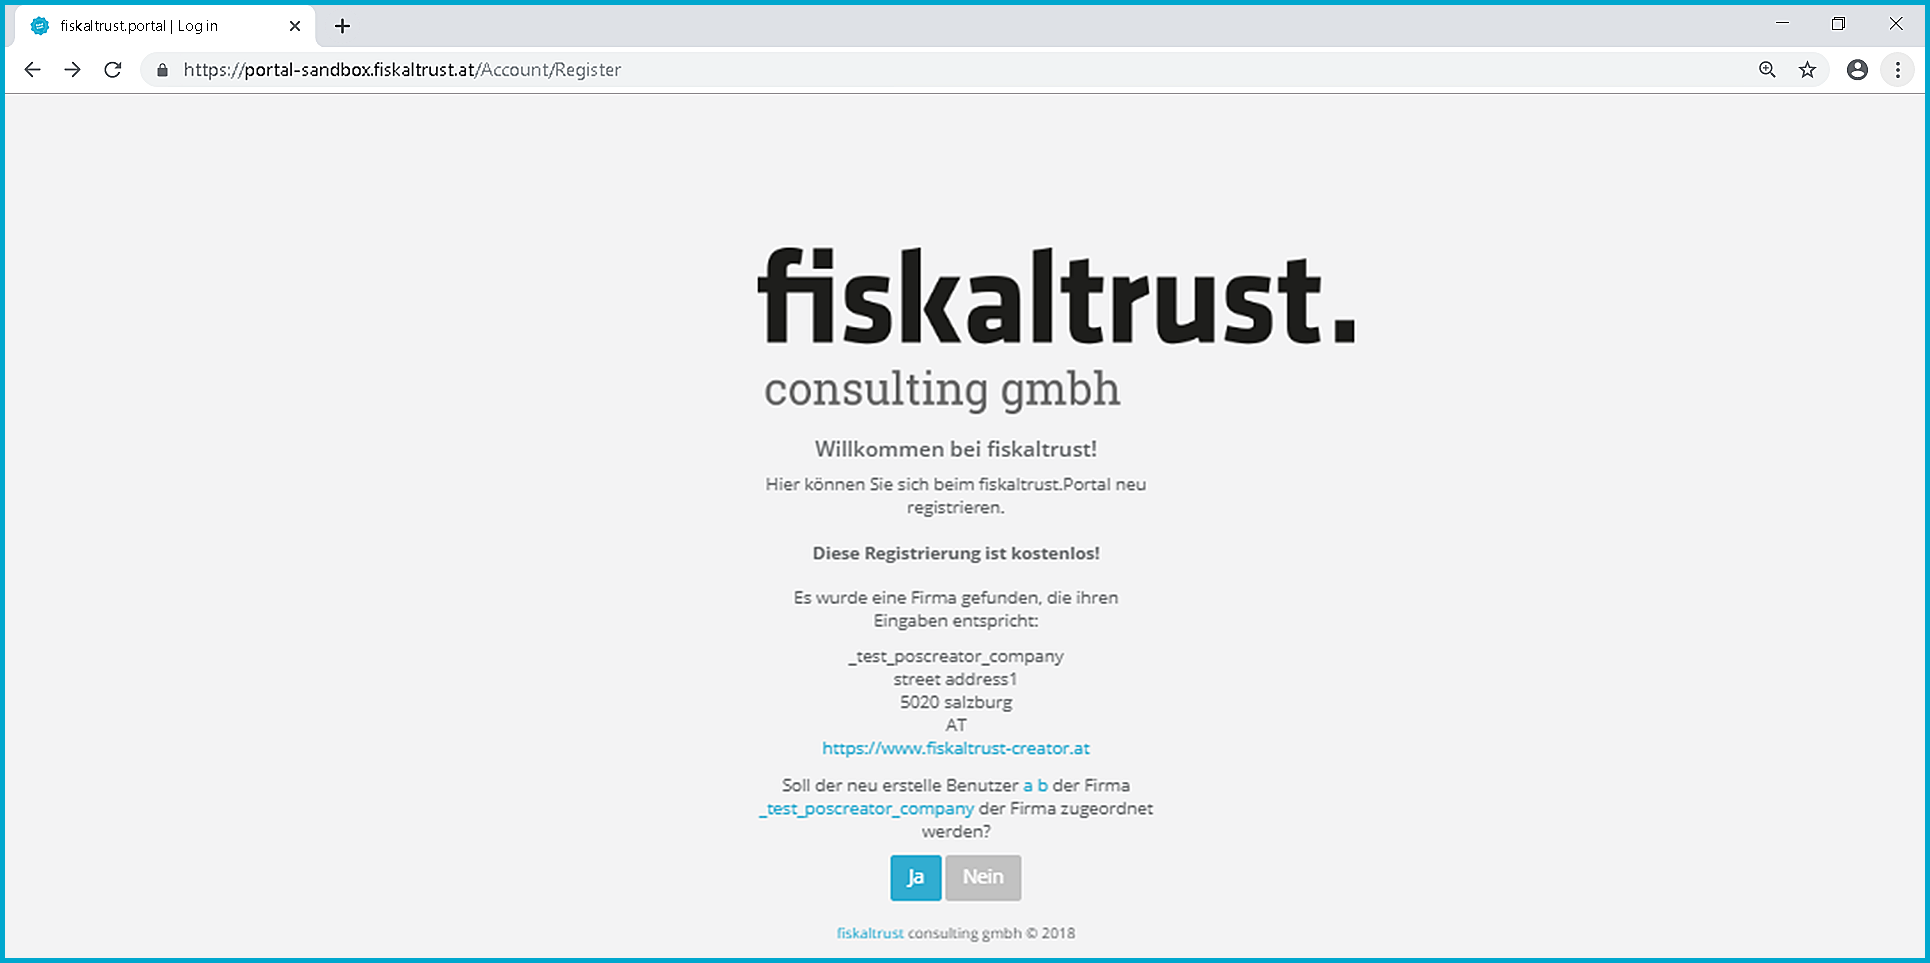 fiskaltrust.portal | Log in
https://portal-sandbox.fiskaltrust.at/Account/Register
fiskaltrust.
consulting gmbh
Willkommen bei fiskaltrust!
Hier können Sie sich beim fiskaltrust.Portal neu
registrieren.
Diese Registrierung ist kostenlos!
Es wurde eine Firma gefunden, die ihren
Eingaben entspricht:
_test_poscreator_company
street address1
5020 salzburg
AT
https://www.fiskaltrust-creator.at
Soll der neu erstelle Benutzer a b der Firma
_test_poscreator_company der Firma zugeordnet
werden?
Ja Nein
fiskaltrust consulting gmbh © 2018